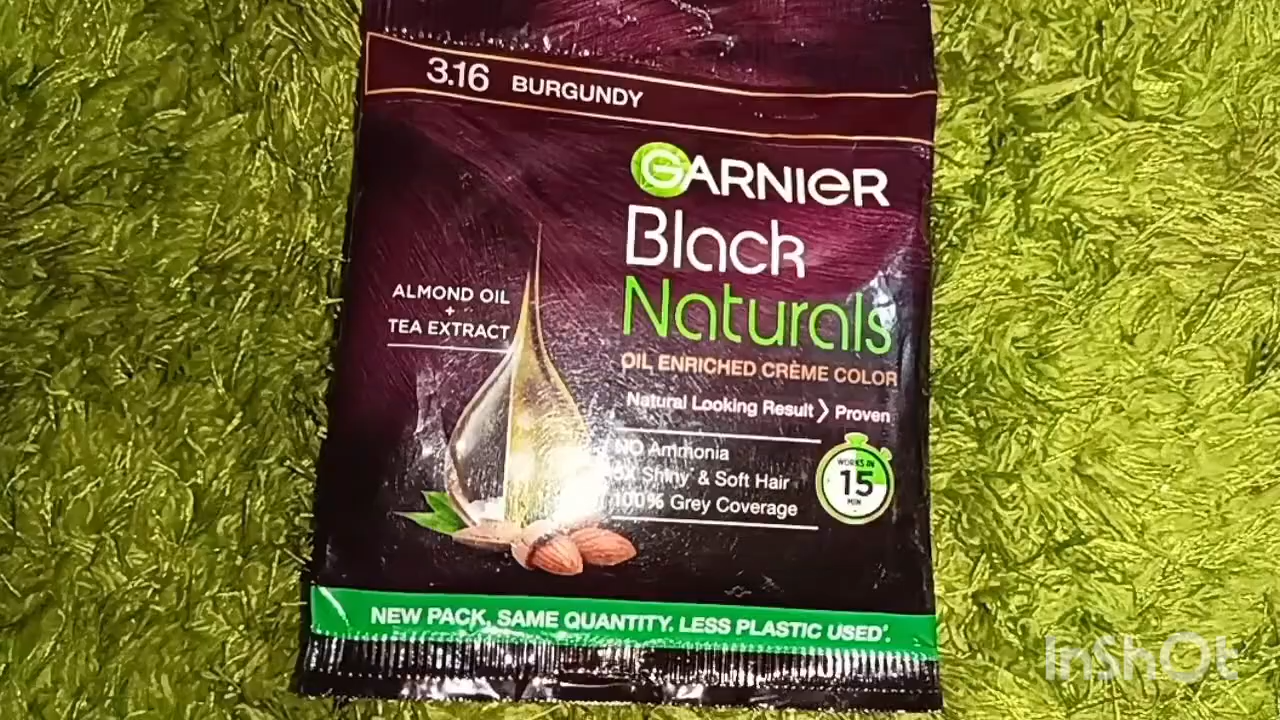 3.16 BURGUNDY
GARNIER
Black
Naturals
OIL ENRICHED CRÈME COLOR
Natural Looking Result > Proven
ALMOND OIL
+
TEA EXTRACT
NO Ammonia
Shiny* & Soft Hair
100% Grey Coverage
WORKS IN
15
MIN
NEW PACK, SAME QUANTITY. LESS PLASTIC USED*.
InShOt